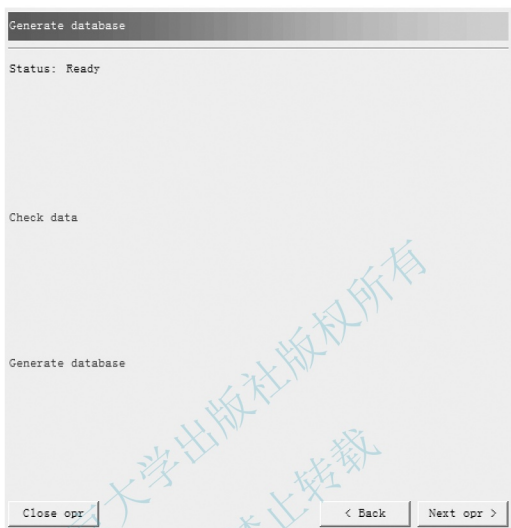 Generate database
Status: Ready
Check data
Generate database
Close opr
< Back
Next opr >
大学出版社版权所有
禁止转载